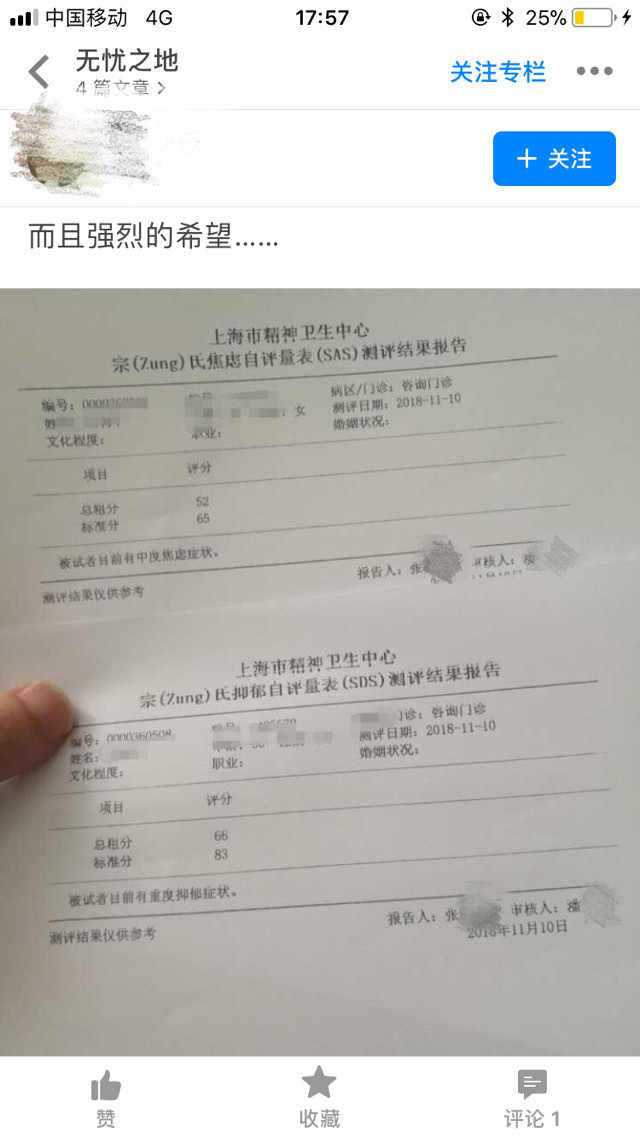 中国移动 4G 17:57 25%
无忧之地
4 篇文章
关注专栏
+ 关注
而且强烈的希望……
上海市精神卫生中心
宗(Zung)氏焦虑自评量表(SAS)测评结果报告
编号: 女 病区/门诊: 咨询门诊
测评日期: 2018-11-10
文化程度: 职业: 婚姻状况:
项目 评分
总粗分 52
标准分 65
被试者目前有中度焦虑症状。
报告人: 张 审核人: 潘
测评结果仅供参考
上海市精神卫生中心
宗(Zung)氏抑郁自评量表(SDS)测评结果报告
编号: 0000360508 门诊: 咨询门诊
姓名: 测评日期: 2018-11-10
文化程度: 职业: 婚姻状况:
项目 评分
总粗分 66
标准分 83
被试者目前有重度抑郁症状。
报告人: 张 审核人: 潘
测评结果仅供参考 2018年11月10日
赞 收藏 评论 1